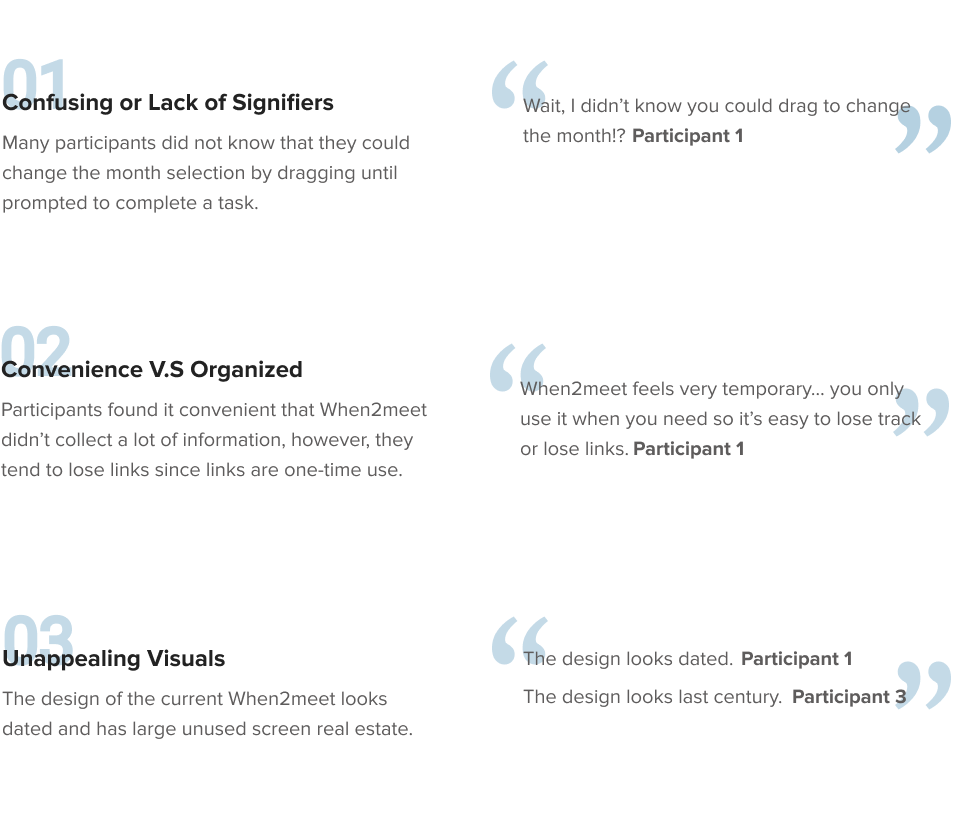 01
Confusing or Lack of Signifiers
Many participants did not know that they could
change the month selection by dragging until
prompted to complete a task.
“Wait, I didn’t know you could drag to change
the month!? Participant 1”
02
Convenience V.S Organized
Participants found it convenient that When2meet
didn’t collect a lot of information, however, they
tend to lose links since links are one-time use.
“When2meet feels very temporary... you only
use it when you need so it’s easy to lose track
or lose links. Participant 1”
03
Unappealing Visuals
The design of the current When2meet looks
dated and has large unused screen real estate.
“The design looks dated. Participant 1
The design looks last century. Participant 3”